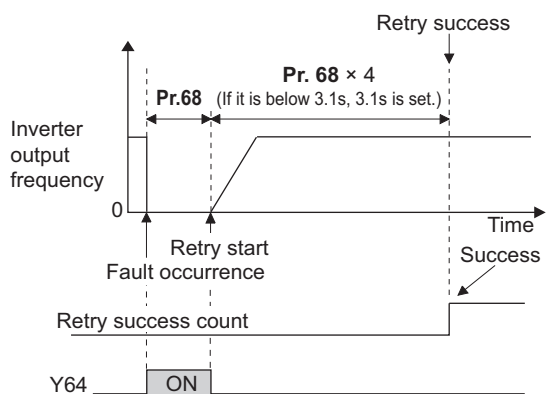 Retry success
Pr. 68 × 4
Pr.68
(If it is below 3.1s, 3.1s is set.)
Inverter
output
frequency
0
Time
Retry start
Success
Fault occurrence
Retry success count
Y64
ON